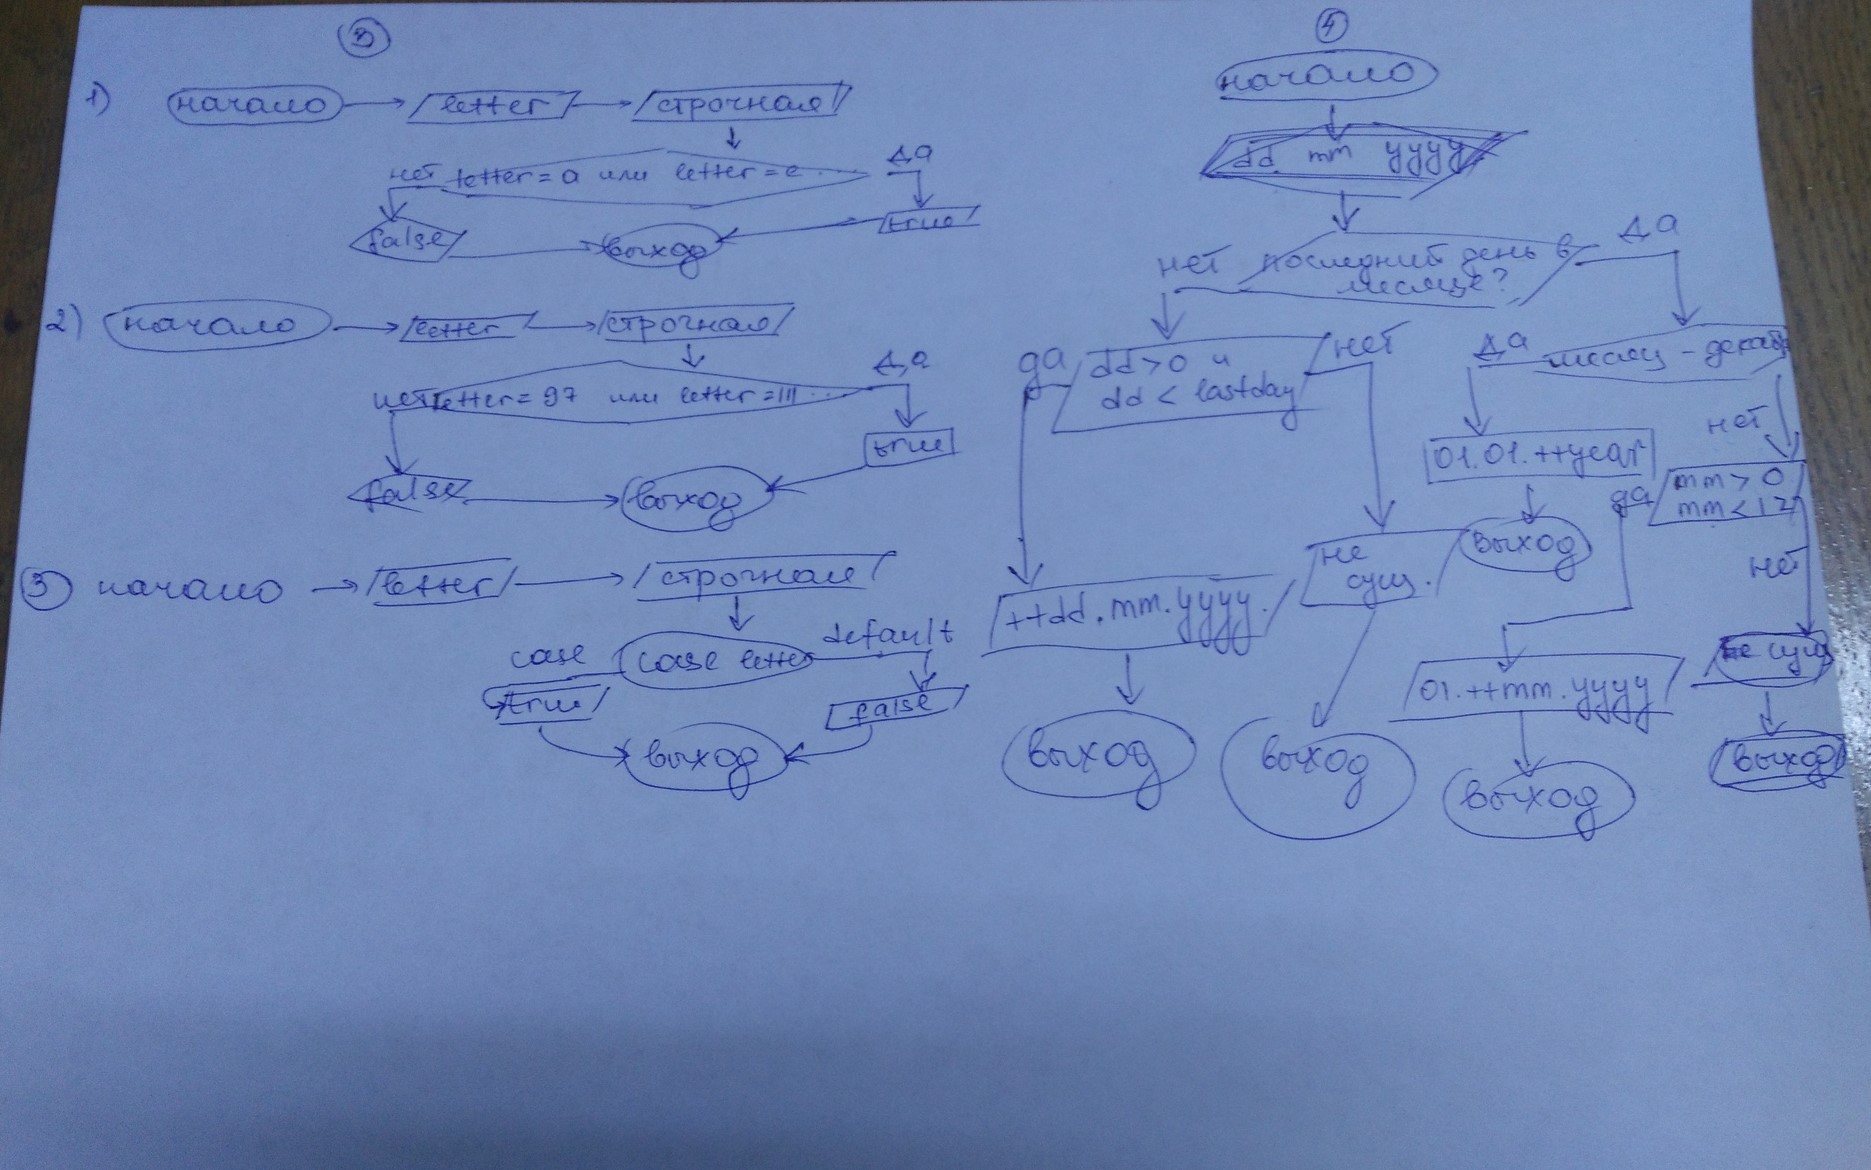 3
1) начало letter строчная
нет letter = a или letter = e... да
false выход true
2) начало letter строчная
нет letter = 97 или letter = 111... да
false выход true
3 начало letter строчная
case case letter default
true false
выход
4
начало
dd mm yyyy
нет последний день в да
месяце?
да dd > 0 и нет
dd < lastday
да месяц - декабрь
01.01.++year нет
да mm > 0
mm < 12
выход
не
сущ.
нет
++dd.mm.yyyy.
01.++mm.yyyy
не сущ
выход
выход
выход
выход